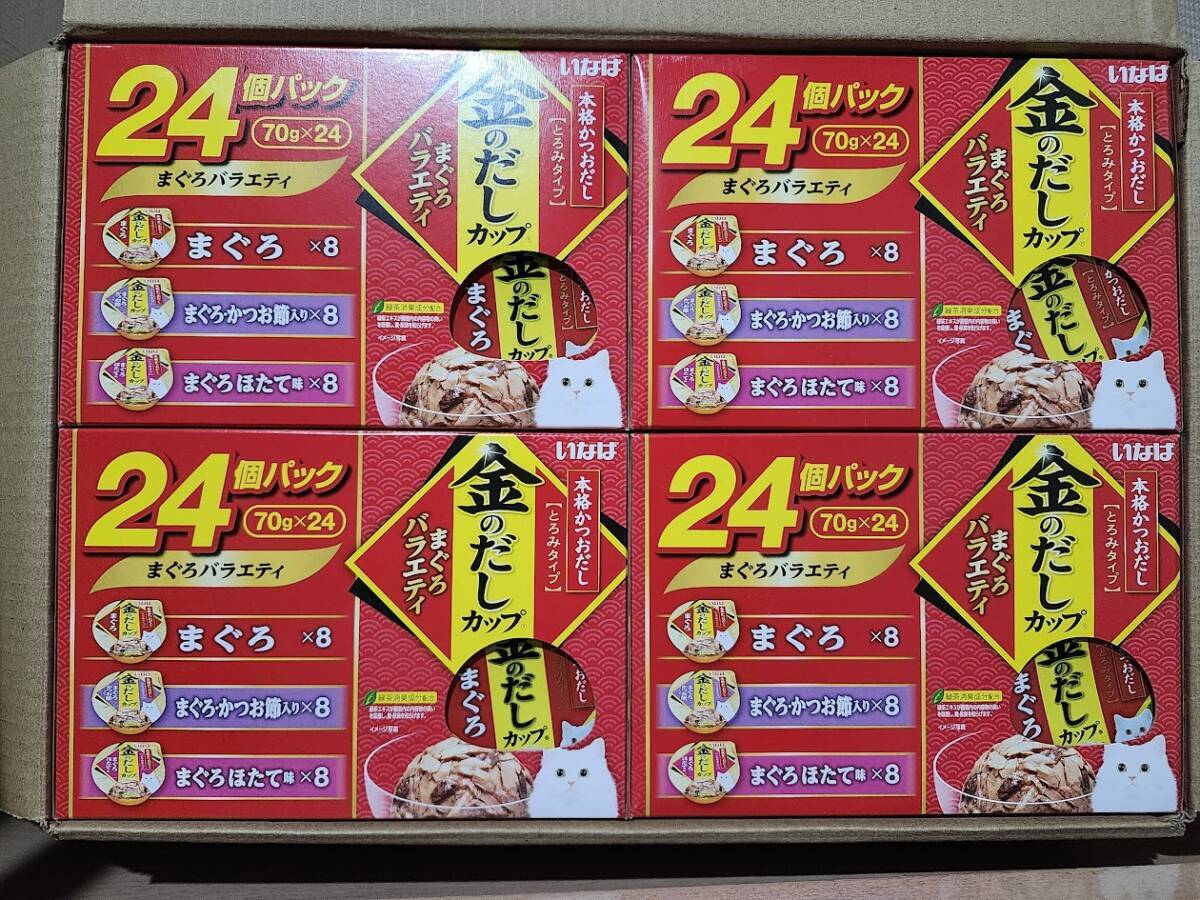 24個パック
70g×24
まぐろバラエティ
まぐろ ×8
まぐろ・かつお節入り×8
まぐろほたて味×8
いなば
本格かつおだし
［とろみタイプ］
金のだし
カップ
まぐろ
バラエティ
緑茶消臭成分配合
イメージ写真
まぐろ
金のだし
カップ
おだし
24個パック
70g×24
まぐろバラエティ
まぐろ ×8
まぐろ・かつお節入り×8
まぐろほたて味×8
いなば
本格かつおだし
［とろみタイプ］
金のだし
カップ
まぐろ
バラエティ
緑茶消臭成分配合
イメージ写真
まぐ
金のだし
かつおだし
とろみタイプ
24個パック
70g×24
まぐろバラエティ
まぐろ ×8
まぐろ・かつお節入り×8
まぐろほたて味×8
いなば
本格かつおだし
［とろみタイプ］
金のだし
カップ
まぐろ
バラエティ
緑茶消臭成分配合
イメージ写真
まぐろ
金のだし
カップ
おだし
24個パック
70g×24
まぐろバラエティ
まぐろ ×8
まぐろ・かつお節入り×8
まぐろほたて味×8
いなば
本格かつおだし
［とろみタイプ］
金のだし
カップ
まぐろ
バラエティ
緑茶消臭成分配合
イメージ写真
まぐろ
金のだし
カップ
おだし